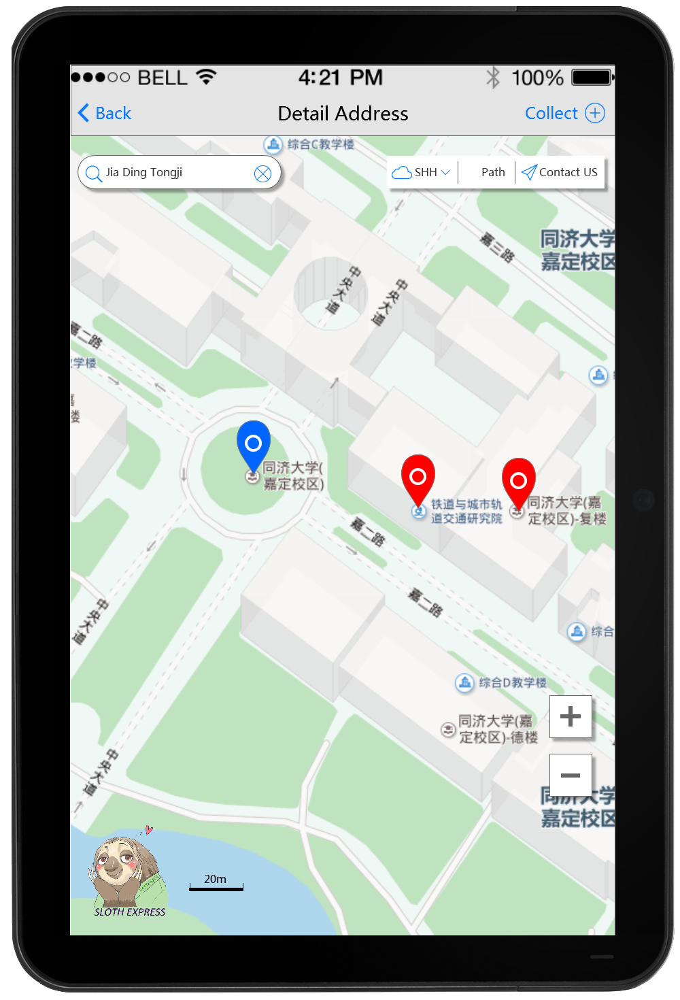 BELL 4:21 PM 100%
Back Detail Address Collect
综合C教学楼
Jia Ding Tongji
SHH Path Contact US
同济大学
嘉定校区
嘉三路
中央大道
中央大道
嘉二路
学楼
楼
同济大学(
嘉定校区)
铁道与城市轨
道交通研究院
同济大学(嘉
定校区)-复楼
嘉二路
嘉二路
中央大道
综合
综合D教学楼
同济大学(嘉
定校区)-德楼
中央大道
同济大学
嘉定校区
20m
SLOTH EXPRESS